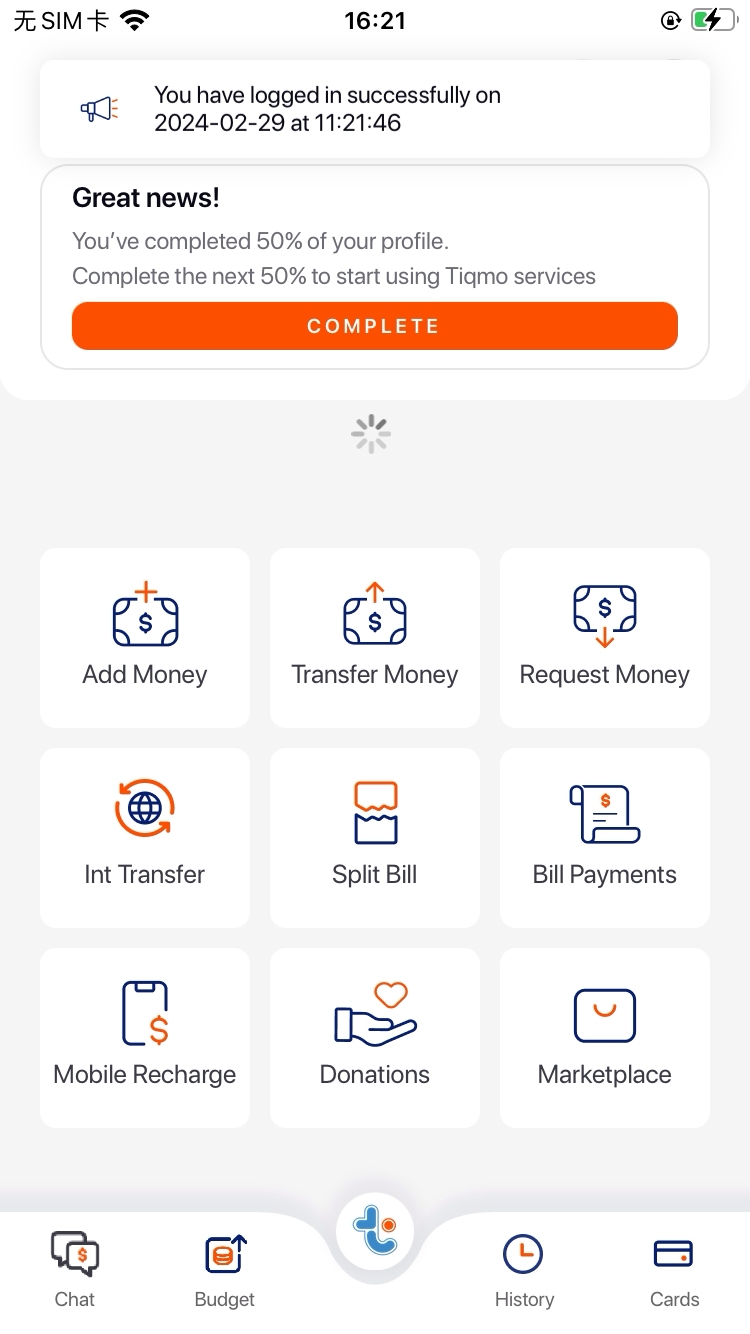 无 SIM 卡
16:21
You have logged in successfully on
2024-02-29 at 11:21:46
Great news!
You've completed 50% of your profile.
Complete the next 50% to start using Tiqmo services
COMPLETE
Add Money
Transfer Money
Request Money
Int Transfer
Split Bill
Bill Payments
Mobile Recharge
Donations
Marketplace
Chat
Budget
History
Cards